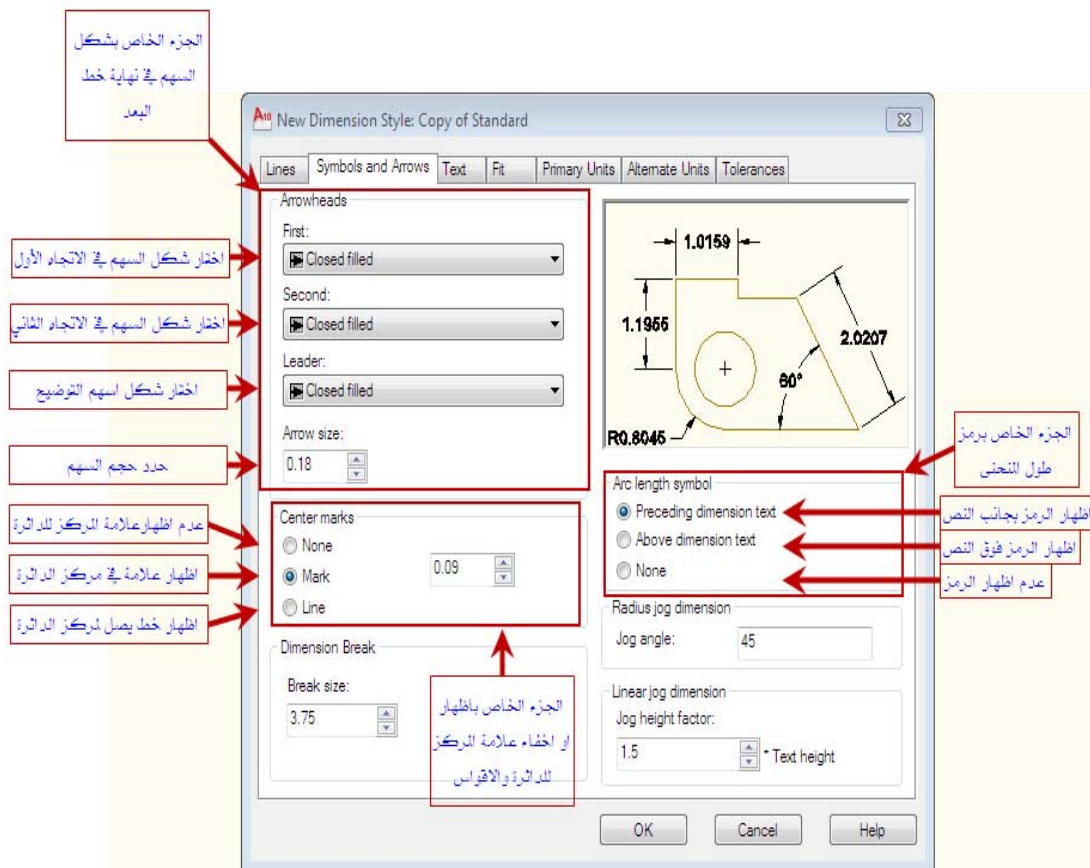 الجزء الخاص بشكل
السهم في نهاية خط
البعد
A10 New Dimension Style: Copy of Standard
Lines Symbols and Arrows Text Fit Primary Units Alternate Units Tolerances
Arrowheads
First:
Closed filled
اختار شكل السهم في الاتجاه الأول
Second:
Closed filled
اختار شكل السهم في الاتجاه الثاني
Leader:
Closed filled
اختار شكل اسهم التوضيح
Arrow size:
0.18
حدد حجم السهم
1.0159
1.1955
2.0207
60°
R0.8045
الجزء الخاص برمز
طول المنحنى
Center marks
None
عدم اظهار علامة المركز للدائرة
Mark
0.09
اظهار علامة في مركز الدائرة
Line
اظهار خط يصل لمركز الدائرة
Arc length symbol
Preceding dimension text
اظهار الرمز بجانب النص
Above dimension text
اظهار الرمز فوق النص
None
عدم اظهار الرمز
Dimension Break
Break size:
3.75
الجزء الخاص باظهار
او اخفاء علامة المركز
للدائرة والاقواس
Radius jog dimension
Jog angle: 45
Linear jog dimension
Jog height factor:
1.5 * Text height
OK Cancel Help